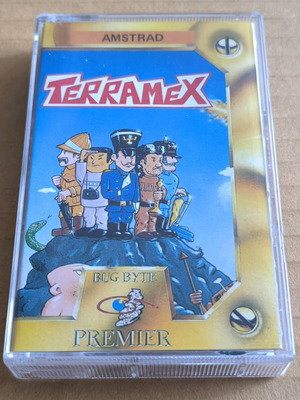 AMSTRAD
TERRAMEX
BUG BYTE
PREMIER